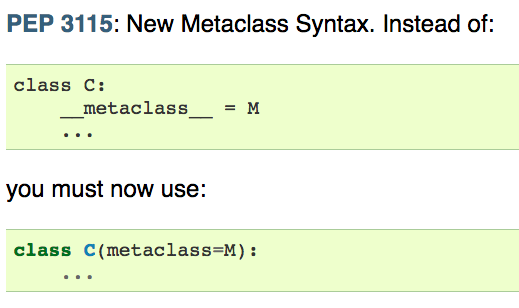 PEP 3115: New Metaclass Syntax. Instead of:
class C:
    __metaclass__ = M
    ...
you must now use:
class C(metaclass=M):
    ...